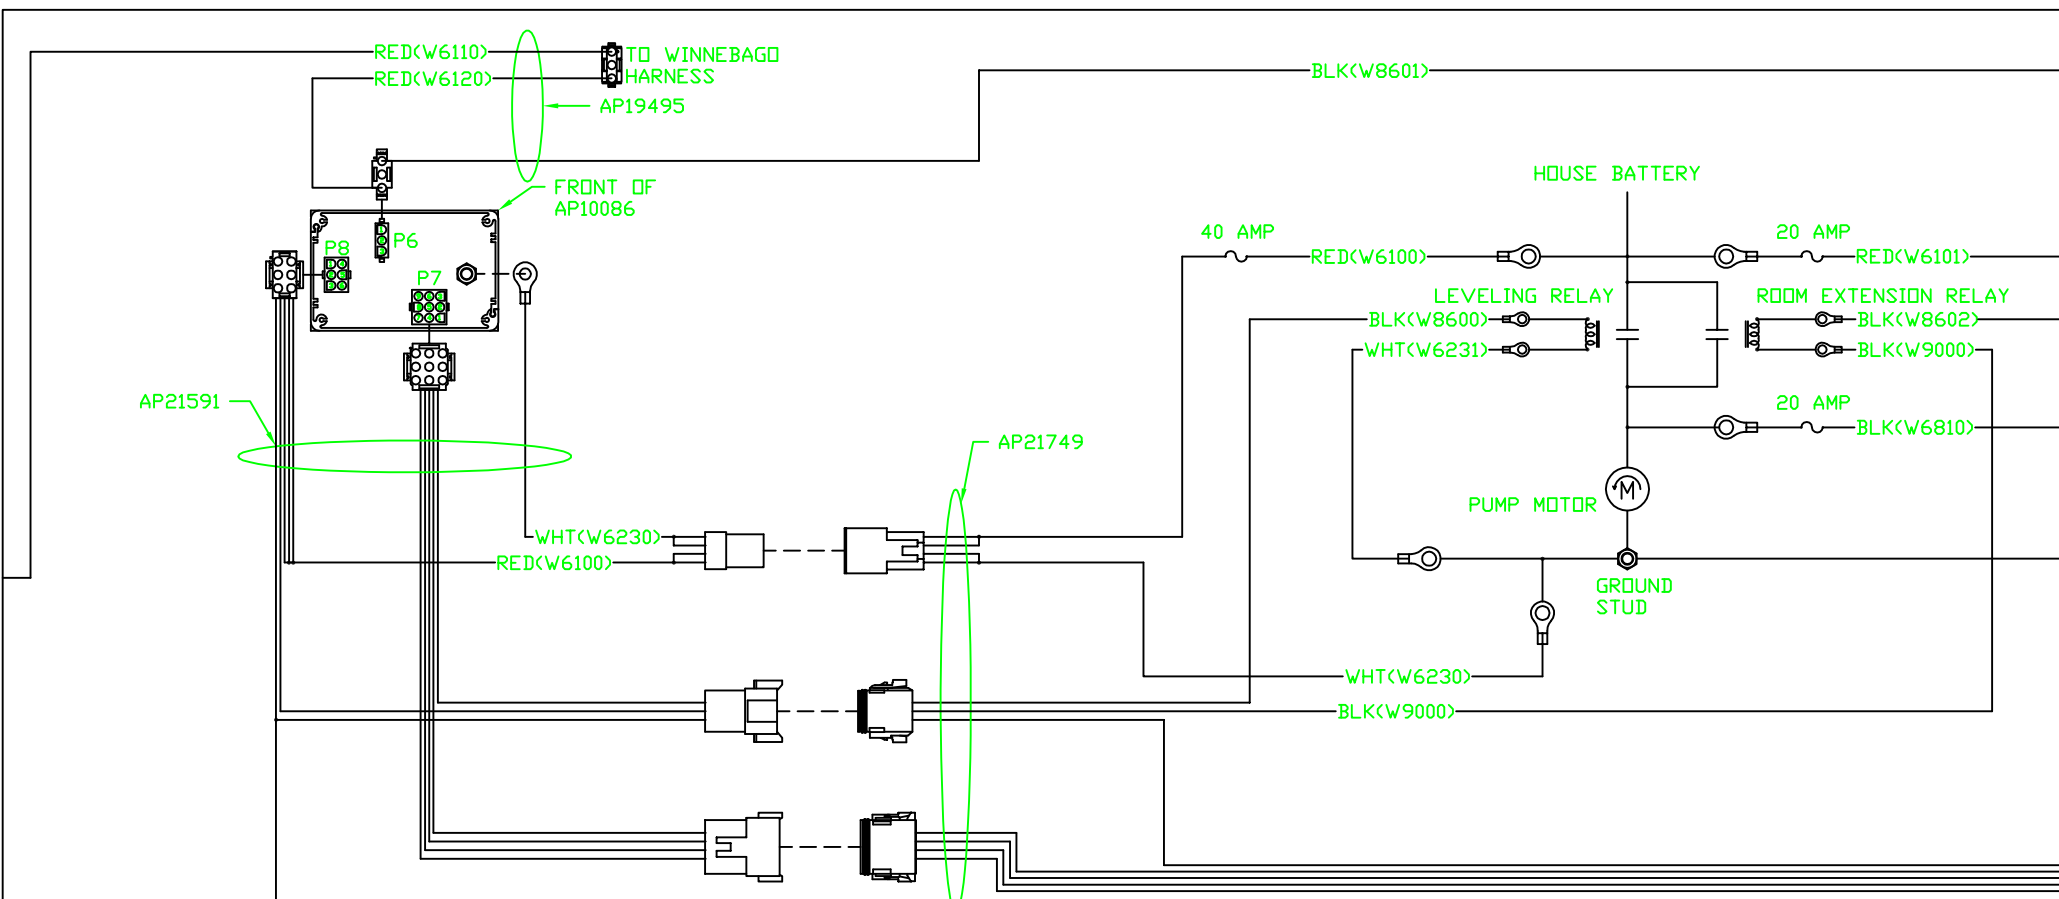 RED(W6110)
TO WINNEBAGO
HARNESS
RED(W6120)
BLK(W8601)
AP19495
HOUSE BATTERY
FRONT OF
AP10086
40 AMP
20 AMP
P6
P8
RED(W6100)
RED(W6101)
P7
LEVELING RELAY
ROOM EXTENSION RELAY
BLK(W8600)
BLK(W8602)
WHT(W6231)
BLK(W9000)
AP21591
20 AMP
BLK(W6810)
AP21749
M
PUMP MOTOR
WHT(W6230)
RED(W6100)
GROUND
STUD
WHT(W6230)
BLK(W9000)